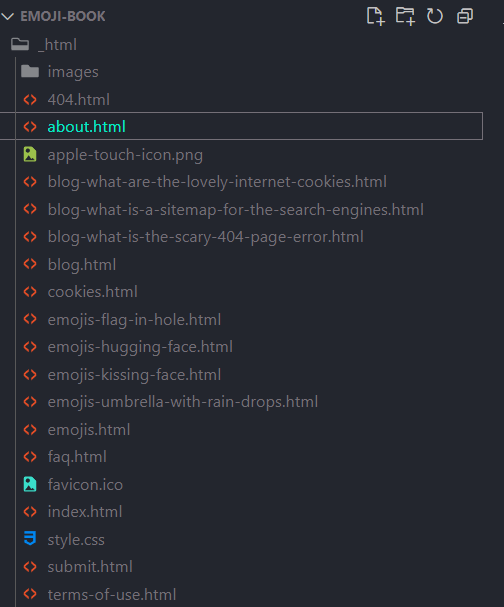 EMOJI-BOOK
_html
images
404.html
about.html
apple-touch-icon.png
blog-what-are-the-lovely-internet-cookies.html
blog-what-is-a-sitemap-for-the-search-engines.html
blog-what-is-the-scary-404-page-error.html
blog.html
cookies.html
emojis-flag-in-hole.html
emojis-hugging-face.html
emojis-kissing-face.html
emojis-umbrella-with-rain-drops.html
emojis.html
faq.html
favicon.ico
index.html
style.css
submit.html
terms-of-use.html